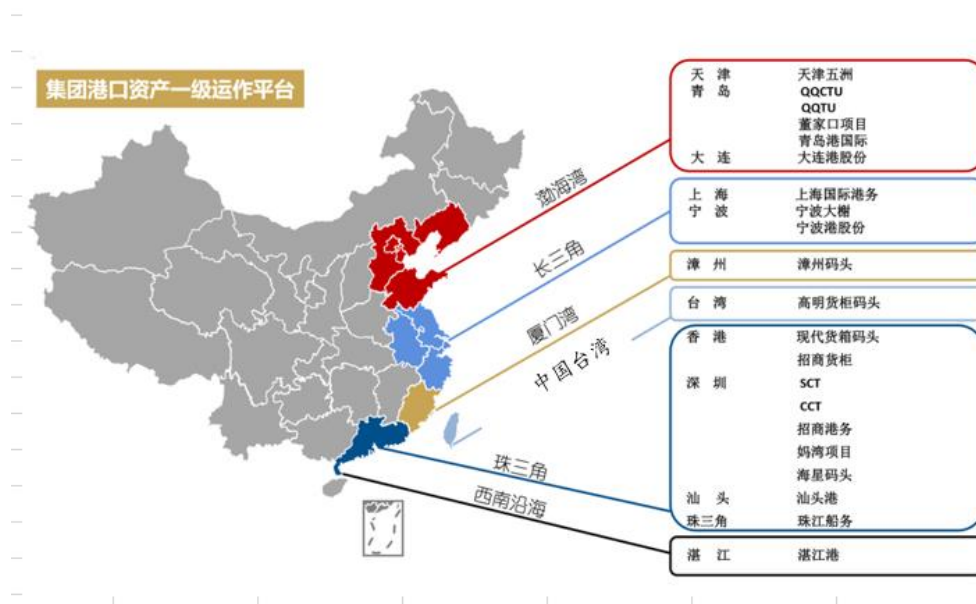 集团港口资产一级运作平台
天 津 天津五洲
青 岛 QQCTU
QQTU
董家口项目
青岛港国际
大 连 大连港股份
渤海湾
上 海 上海国际港务
宁 波 宁波大榭
宁波港股份
长三角
漳 州 漳州码头
厦门湾
台 湾 高明货柜码头
中国台湾
香 港 现代货箱码头
招商货柜
深 圳 SCT
CCT
招商港务
妈湾项目
海星码头
汕 头 汕头港
珠三角 珠江船务
珠三角
西南沿海
湛 江 湛江港